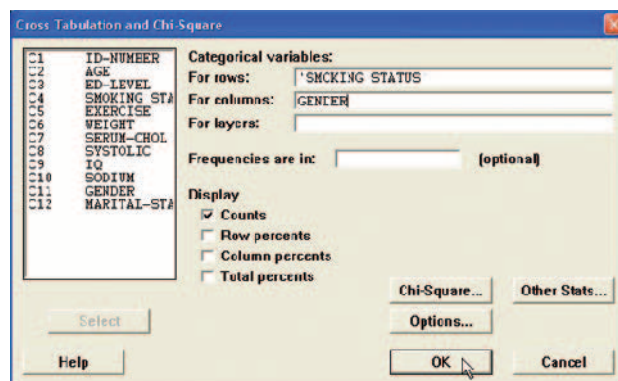 Cross Tabulation and Chi-Square
C1 ID-NUMBER
C2 AGE
C3 ED-LEVEL
C4 SMOKING STA
C5 EXERCISE
C6 WEIGHT
C7 SERUM-CHOL
C8 SYSTOLIC
C9 IQ
C10 SODIUM
C11 GENDER
C12 MARITAL-STA
Categorical variables:
For rows: 'SMOKING STATUS
For columns: GENDER
For layers:
Frequencies are in: (optional)
Display
Counts
Row percents
Column percents
Total percents
Chi-Square... Other Stats...
Select Options...
Help OK Cancel